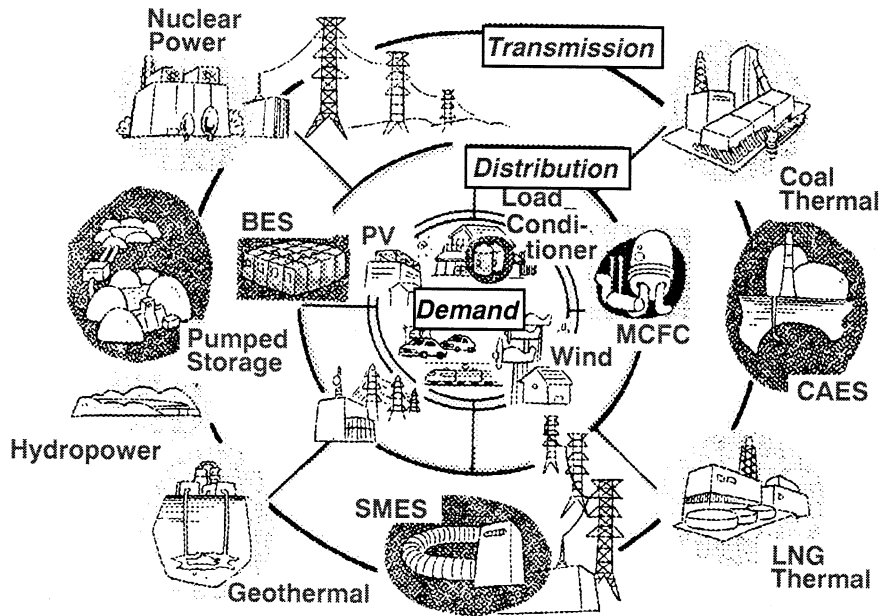 Nuclear
Power
Transmission
Distribution
Coal
Thermal
BES
PV
Load_
Condi-
tioner
Demand
MCFC
Pumped
Storage
Wind
CAES
Hydropower
SMES
LNG
Thermal
Geothermal